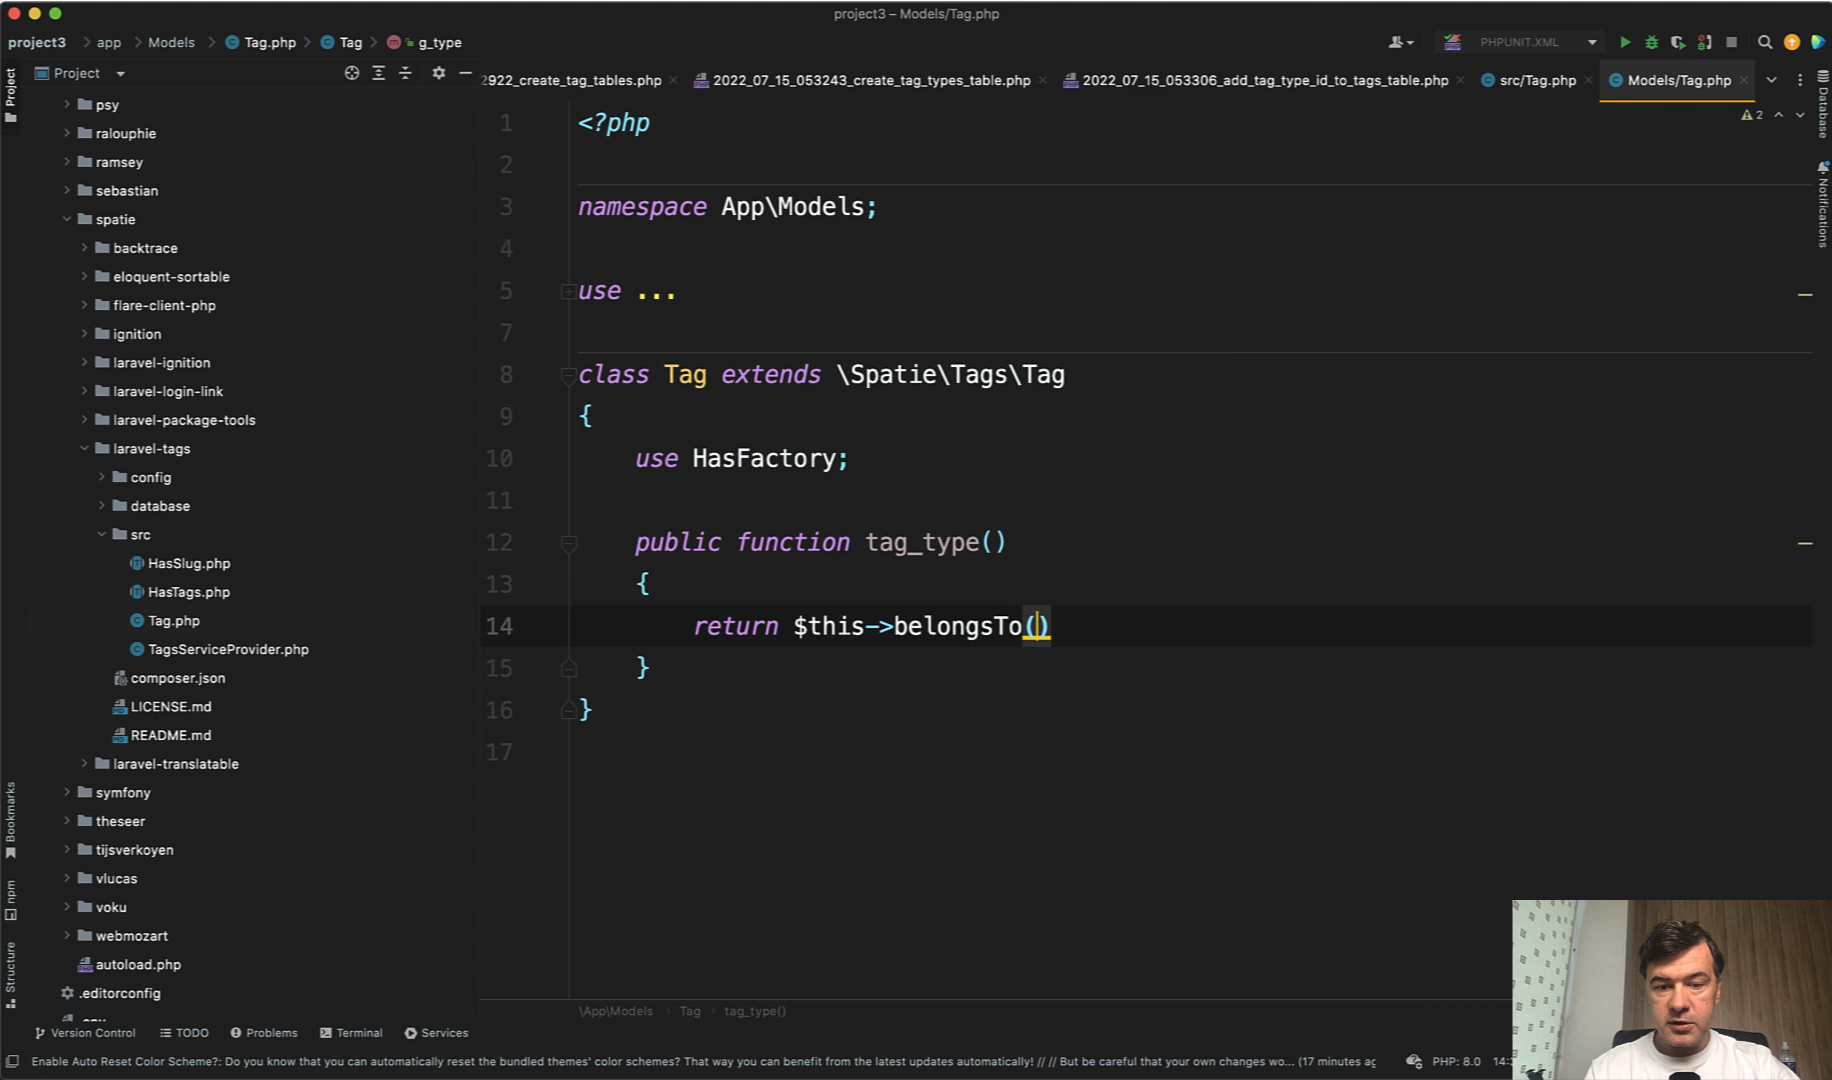 project3 – Models/Tag.php
project3 > app > Models > Tag.php > Tag > g_type
PHPUNIT.XML
Project
2922_create_tag_tables.php
2022_07_15_053243_create_tag_types_table.php
2022_07_15_053306_add_tag_type_id_to_tags_table.php
src/Tag.php
Models/Tag.php
2
Project
Bookmarks
npm
Structure
Database
Notifications
psy
ralouphie
ramsey
sebastian
spatie
backtrace
eloquent-sortable
flare-client-php
ignition
laravel-ignition
laravel-login-link
laravel-package-tools
laravel-tags
config
database
src
HasSlug.php
HasTags.php
Tag.php
TagsServiceProvider.php
composer.json
LICENSE.md
README.md
laravel-translatable
symfony
theseer
tijsverkoyen
vlucas
voku
webmozart
autoload.php
.editorconfig
1 <?php
2
3 namespace App\Models;
4
5 use ...
7
8 class Tag extends \Spatie\Tags\Tag
9 {
10 use HasFactory;
11
12 public function tag_type()
13 {
14 return $this->belongsTo()
15 }
16 }
17
\App\Models > Tag > tag_type()
Version Control TODO Problems Terminal Services
Enable Auto Reset Color Scheme?: Do you know that you can automatically reset the bundled themes' color schemes? That way you can benefit from the latest updates automatically! // // But be careful that your own changes wo... (17 minutes ag
PHP: 8.0